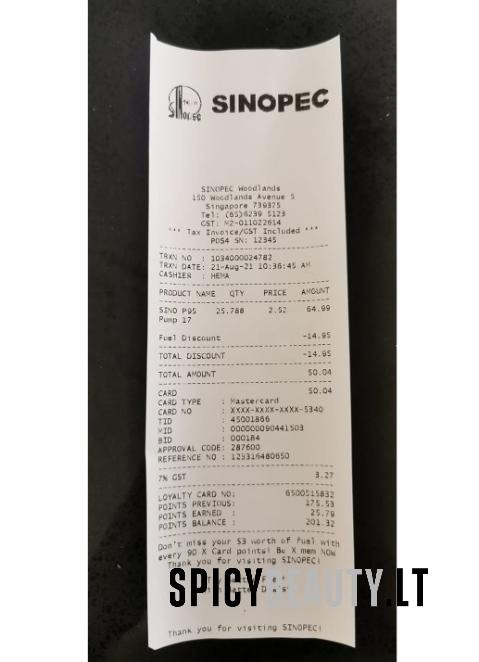 SINOPEC SINOPEC
SINOPEC Woodlands
150 Woodlands Avenue 5
Singapore 739375
Tel: (65)6239 5123
GST: M2-011022614
*** Tax Invoice/GST Included ***
POS4 SN: 12345
TRXN NO : 1034000024782
TRXN DATE: 21-Aug-21 10:36:45 AM
CASHIER : HEMA
PRODUCT NAME QTY PRICE AMOUNT
SINO P95 25.788 2.52 64.99
Pump 17
Fuel Discount -14.95
TOTAL DISCOUNT -14.95
TOTAL AMOUNT 50.04
CARD 50.04
CARD TYPE : Mastercard
CARD NO : XXXX-XXXX-XXXX-5340
TID : 45001866
MID : 000000090441503
BID : 000184
APPROVAL CODE: 287600
REFERENCE NO : 125316480650
7% GST 3.27
LOYALTY CARD NO: 6500515832
POINTS PREVIOUS: 175.53
POINTS EARNED : 25.79
POINTS BALANCE : 201.32
Don't miss your $3 worth of fuel with
every 90 X Card points! Be X mem NOW
Thank you for visiting SINOPEC!
SPICYBEAUTY.LT
Thank you for visiting SINOPEC!